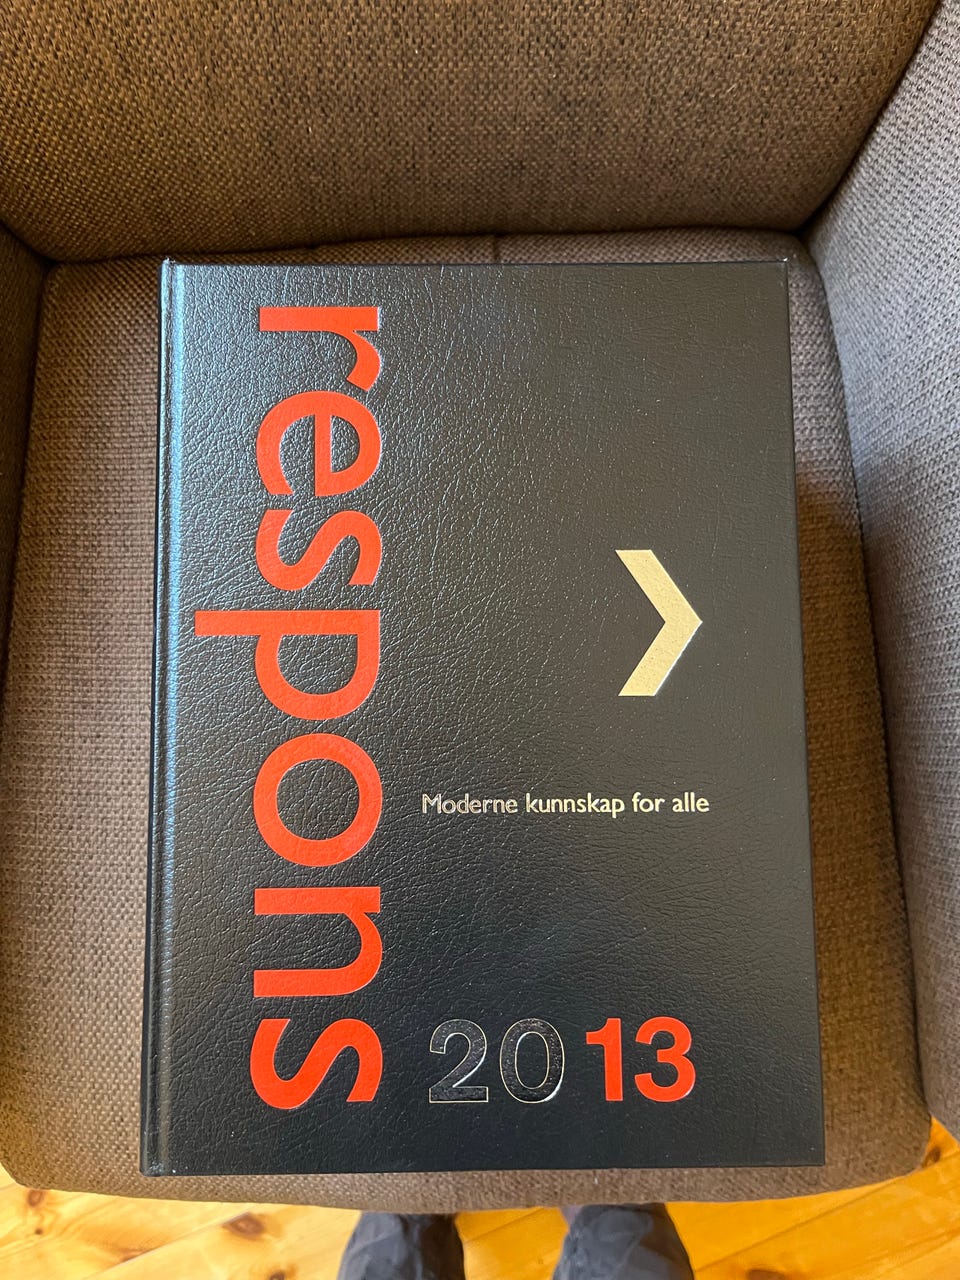 respons
Moderne kunnskap for alle
2013